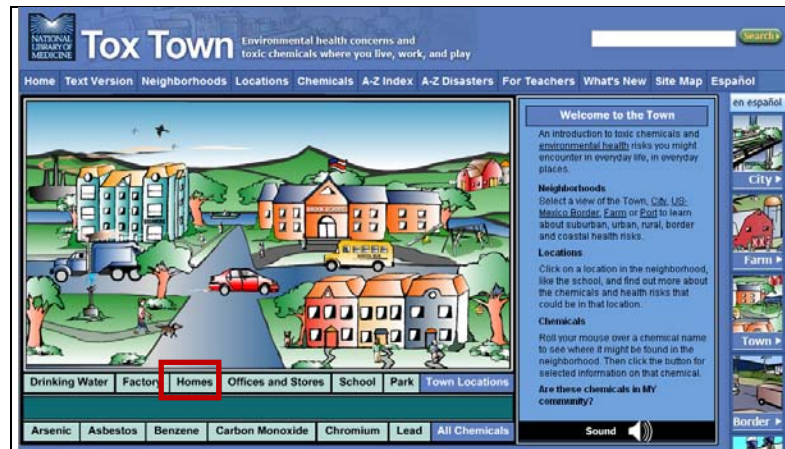 NATIONAL
LIBRARY OF
MEDICINE
Tox Town
Environmental health concerns and
toxic chemicals where you live, work, and play
Search
Home Text Version Neighborhoods Locations Chemicals A-Z Index A-Z Disasters For Teachers What's New Site Map Español
Welcome to the Town
An introduction to toxic chemicals and
environmental health risks you might
encounter in everyday life, in everyday
places.
Neighborhoods
Select a view of the Town, City, US-
Mexico Border, Farm or Port to learn
about suburban, urban, rural, border
and coastal health risks.
Locations
Click on a location in the neighborhood,
like the school, and find out more about
the chemicals and health risks that
could be in that location.
Chemicals
Roll your mouse over a chemical name
to see where it might be found in the
neighborhood. Then click the button for
selected information on that chemical.
Are these chemicals in MY
community?
Sound
en español
City
Farm
Town
Border
Drinking Water Factory Homes Offices and Stores School Park Town Locations
Arsenic Asbestos Benzene Carbon Monoxide Chromium Lead All Chemicals